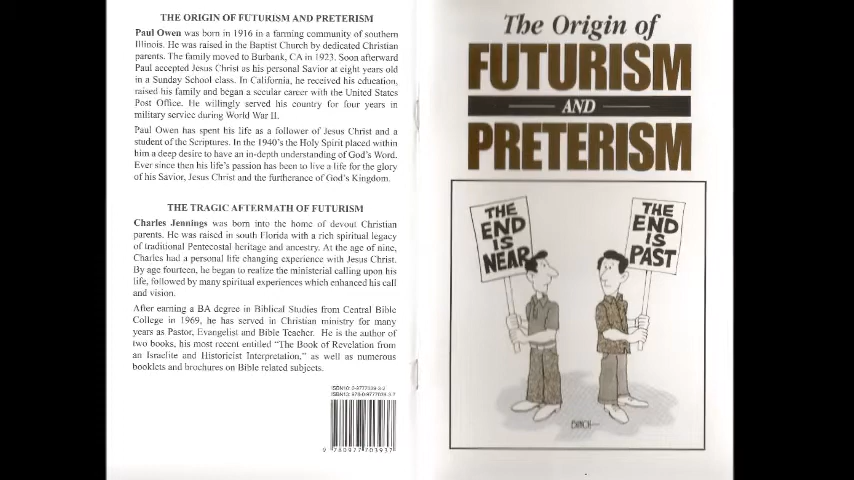 THE ORIGIN OF FUTURISM AND PRETERISM
Paul Owen was born in 1916 in a farming community of southern
Illinois. He was raised in the Baptist Church by dedicated Christian
parents. The family moved to Burbank, CA in 1923. Soon afterward
Paul accepted Jesus Christ as his personal Savior at eight years old
in a Sunday School class. In California, he received his education,
raised his family and began a secular career with the United States
Post Office. He willingly served his country for four years in
military service during World War II.
Paul Owen has spent his life as a follower of Jesus Christ and a
student of the Scriptures. In the 1940's the Holy Spirit placed within
him a deep desire to have an in-depth understanding of God's Word.
Ever since then his life's passion has been to live a life for the glory
of his Savior, Jesus Christ and the furtherance of God's Kingdom.
THE TRAGIC AFTERMATH OF FUTURISM
Charles Jennings was born into the home of devout Christian
parents. He was raised in south Florida with a rich spiritual legacy
of traditional Pentecostal heritage and ancestry. At the age of nine,
Charles had a personal life changing experience with Jesus Christ.
By age fourteen, he began to realize the ministerial calling upon his
life, followed by many spiritual experiences which enhanced his call
and vision.
After earning a BA degree in Biblical Studies from Central Bible
College in 1969, he has served in Christian ministry for many
years as Pastor, Evangelist and Bible Teacher. He is the author of
two books, his most recent entitled "The Book of Revelation from
an Israelite and Historicist Interpretation," as well as numerous
booklets and brochures on Bible related subjects.
9 780977 703937
The Origin of
FUTURISM
AND
PRETERISM
THE
END
IS
NEAR
THE
END
IS
PAST